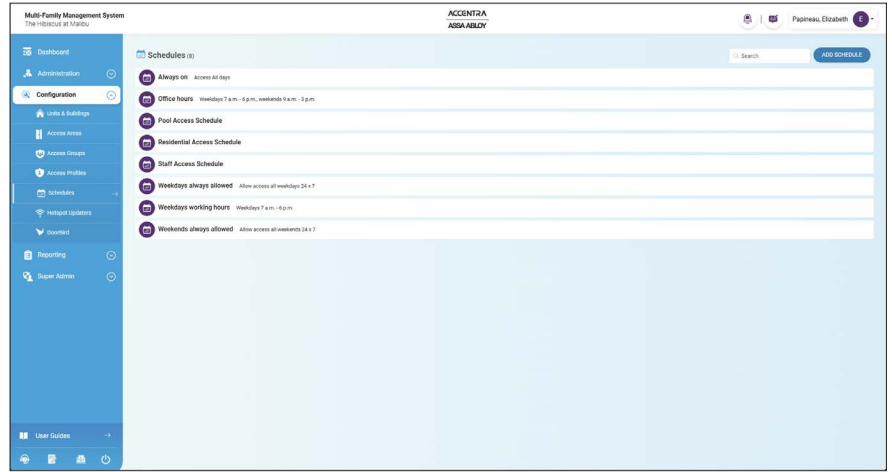 Multi-Family Management System
The Hibiscus at Malibu
ACCENTRA
ASSA ABLOY
Papineau, Elizabeth E
Dashboard
Administration
Configuration
Units & Buildings
Access Areas
Access Groups
Access Profiles
Schedules
Hotspot Updaters
DoorBird
Reporting
Super Admin
User Guides
Schedules (8)
Search
ADD SCHEDULE
Always on Access All days
Office hours Weekdays 7 a.m. - 6 p.m., weekends 9 a.m. - 3 p.m.
Pool Access Schedule
Residential Access Schedule
Staff Access Schedule
Weekdays always allowed Allow access all weekdays 24 x 7
Weekdays working hours Weekdays 7 a.m. - 6 p.m.
Weekends always allowed Allow access all weekends 24 x 7